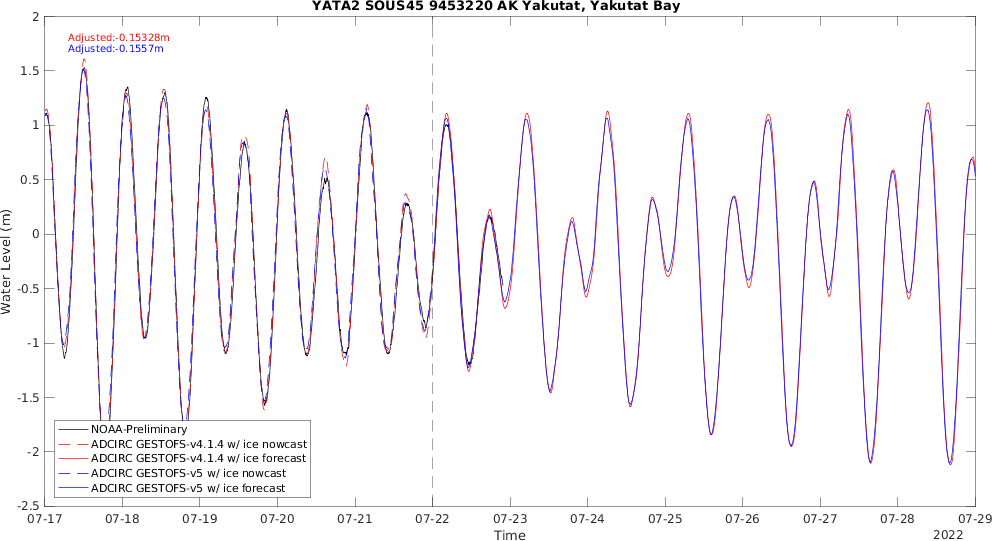 YATA2 SOUS45 9453220 AK Yakutat, Yakutat Bay
Adjusted:-0.15328m
Adjusted:-0.1557m
2
1.5
1
0.5
0
-0.5
-1
-1.5
-2
-2.5
Water Level (m)
NOAA-Preliminary
ADCIRC GESTOFS-v4.1.4 w/ ice nowcast
ADCIRC GESTOFS-v4.1.4 w/ ice forecast
ADCIRC GESTOFS-v5 w/ ice nowcast
ADCIRC GESTOFS-v5 w/ ice forecast
07-17 07-18 07-19 07-20 07-21 07-22 07-23 07-24 07-25 07-26 07-27 07-28 07-29
Time
2022